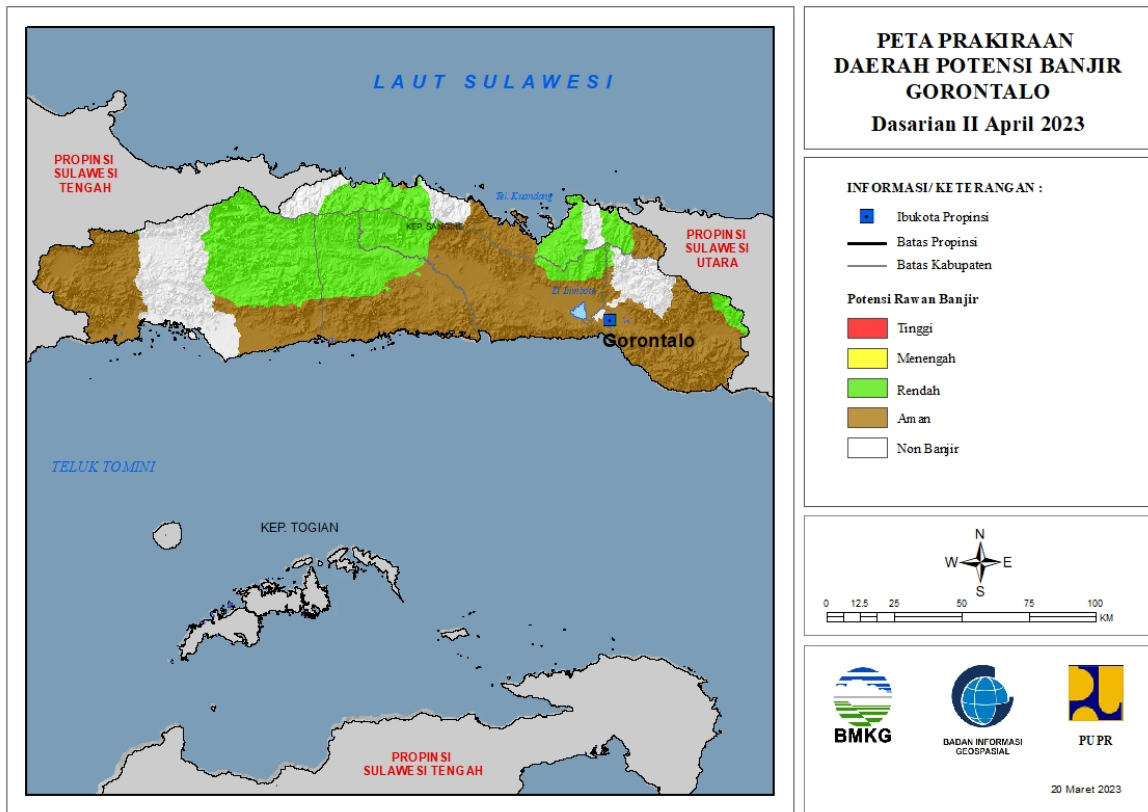 LAUT SULAWESI
PROPINSI
SULAWESI
TENGAH
Tel. Kuandang
KEP. SANGIHE
PROPINSI
SULAWESI
UTARA
D. Limboto
Gorontalo
TELUK TOMINI
KEP. TOGIAN
PROPINSI
SULAWESI TENGAH
PETA PRAKIRAAN
DAERAH POTENSI BANJIR
GORONTALO
Dasarian II April 2023
INFORMASI/ KETERANGAN :
Ibukota Propinsi
Batas Propinsi
Batas Kabupaten
Potensi Rawan Banjir
Tinggi
Menengah
Rendah
Aman
Non Banjir
N
W E
S
0 12.5 25 50 75 100
KM
BMKG
BADAN INFORMASI
GEOSPASIAL
PUPR
20 Maret 2023